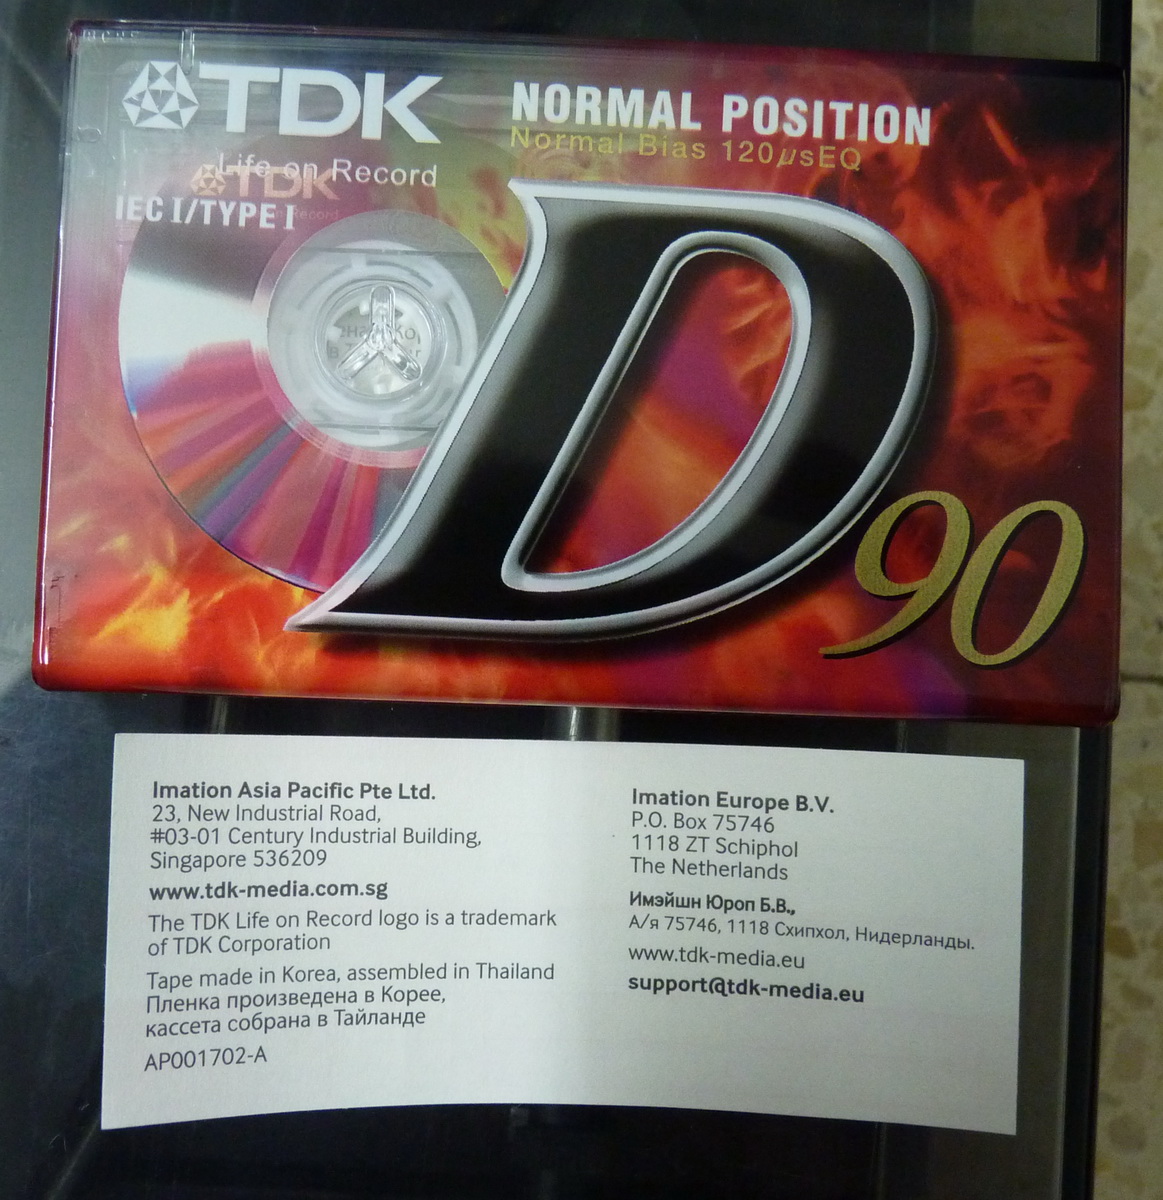 TDK
Life on Record
IEC I/TYPE I
NORMAL POSITION
Normal Bias 120μsEQ
TDK
Record
D90
Imation Asia Pacific Pte Ltd.
23, New Industrial Road,
#03-01 Century Industrial Building,
Singapore 536209
www.tdk-media.com.sg
The TDK Life on Record logo is a trademark
of TDK Corporation
Tape made in Korea, assembled in Thailand
Пленка произведена в Корее,
кассета собрана в Тайланде
AP001702-A
Imation Europe B.V.
P.O. Box 75746
1118 ZT Schiphol
The Netherlands
Имэйшн Юроп Б.В.,
А/я 75746, 1118 Схипхол, Нидерланды.
www.tdk-media.eu
support@tdk-media.eu